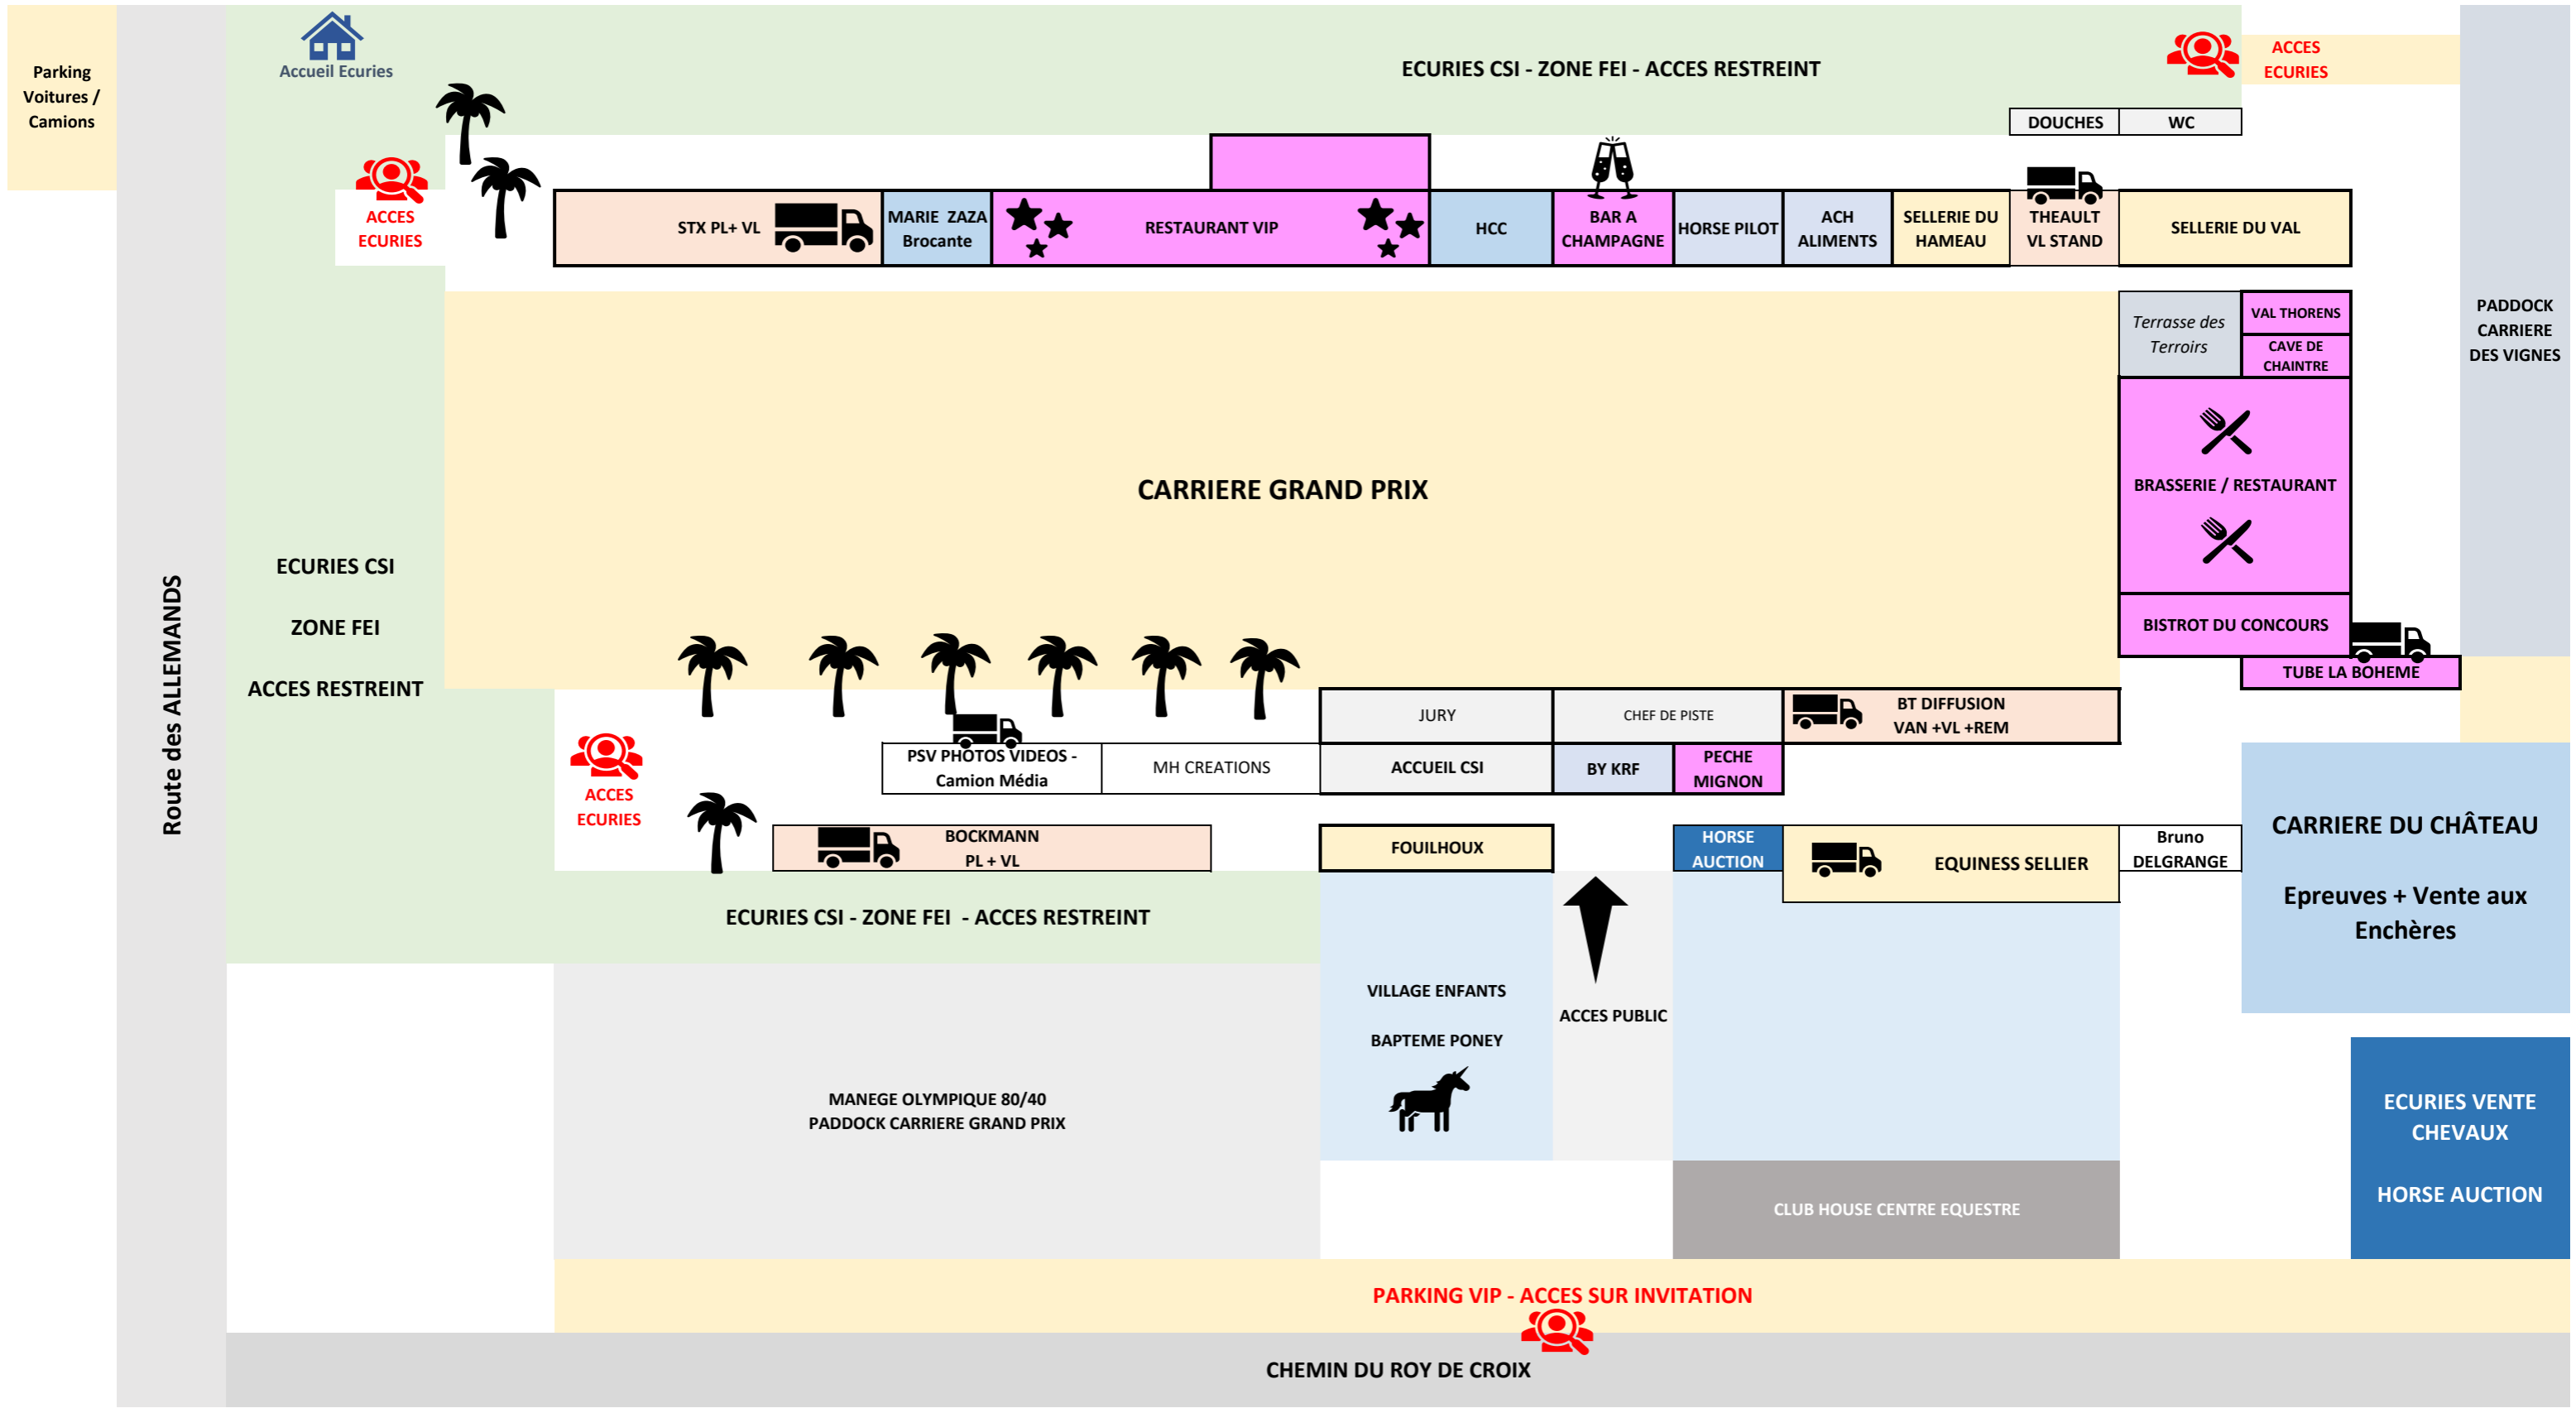 Parking
Voitures /
Camions
Accueil Ecuries
ECURIES CSI - ZONE FEI - ACCES RESTREINT
ACCES
ECURIES
DOUCHES
WC
ACCES
ECURIES
STX PL+ VL
MARIE ZAZA
Brocante
RESTAURANT VIP
HCC
BAR A
CHAMPAGNE
HORSE PILOT
ACH
ALIMENTS
SELLERIE DU
HAMEAU
THEAULT
VL STAND
SELLERIE DU VAL
Terrasse des
Terroirs
VAL THORENS
CAVE DE
CHAINTRE
PADDOCK
CARRIERE
DES VIGNES
CARRIERE GRAND PRIX
BRASSERIE / RESTAURANT
BISTROT DU CONCOURS
TUBE LA BOHEME
Route des ALLEMANDS
ECURIES CSI
ZONE FEI
ACCES RESTREINT
JURY
CHEF DE PISTE
BT DIFFUSION
VAN +VL +REM
ACCES
ECURIES
PSV PHOTOS VIDEOS -
Camion Média
MH CREATIONS
ACCUEIL CSI
BY KRF
PECHE
MIGNON
BOCKMANN
PL + VL
FOUILHOUX
HORSE
AUCTION
EQUINESS SELLIER
Bruno
DELGRANGE
CARRIERE DU CHÂTEAU
Epreuves + Vente aux
Enchères
ECURIES CSI - ZONE FEI - ACCES RESTREINT
VILLAGE ENFANTS
BAPTEME PONEY
ACCES PUBLIC
MANEGE OLYMPIQUE 80/40
PADDOCK CARRIERE GRAND PRIX
ECURIES VENTE
CHEVAUX
HORSE AUCTION
CLUB HOUSE CENTRE EQUESTRE
PARKING VIP - ACCES SUR INVITATION
CHEMIN DU ROY DE CROIX